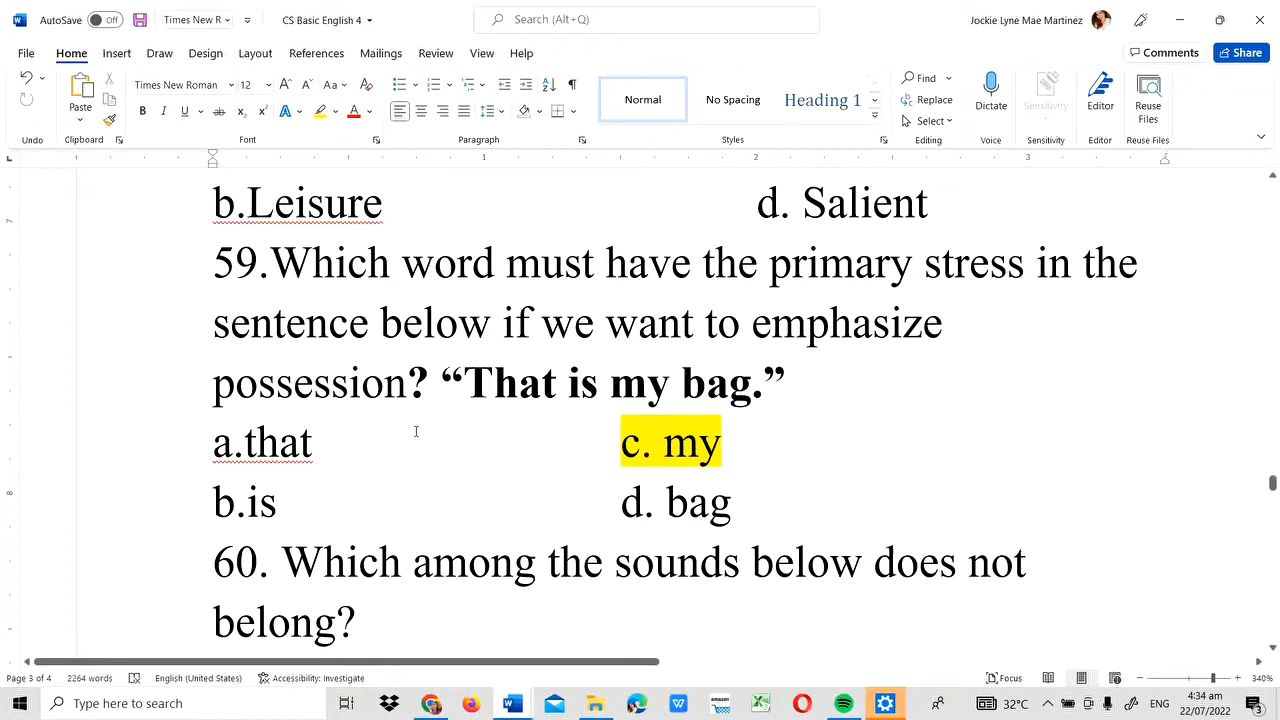 AutoSave Off Times New R CS Basic English 4 Search (Alt+Q) Jockie Lyne Mae Martinez
File Home Insert Draw Design Layout References Mailings Review View Help Comments Share
Paste Times New Roman 12 Aa Normal No Spacing Heading 1 Find Replace Select Dictate Sensitivity Editor Reuse Files
Undo Clipboard Font Paragraph Styles Editing Voice Sensitivity Editor Reuse Files
1 2 3
b.Leisure d. Salient
59.Which word must have the primary stress in the
sentence below if we want to emphasize
possession? “That is my bag.”
a.that c. my
b.is d. bag
60. Which among the sounds below does not
belong?
Page 3 of 4 2264 words English (United States) Accessibility: Investigate Focus 340%
Type here to search 32°C ENG 4:34 am
22/07/2022